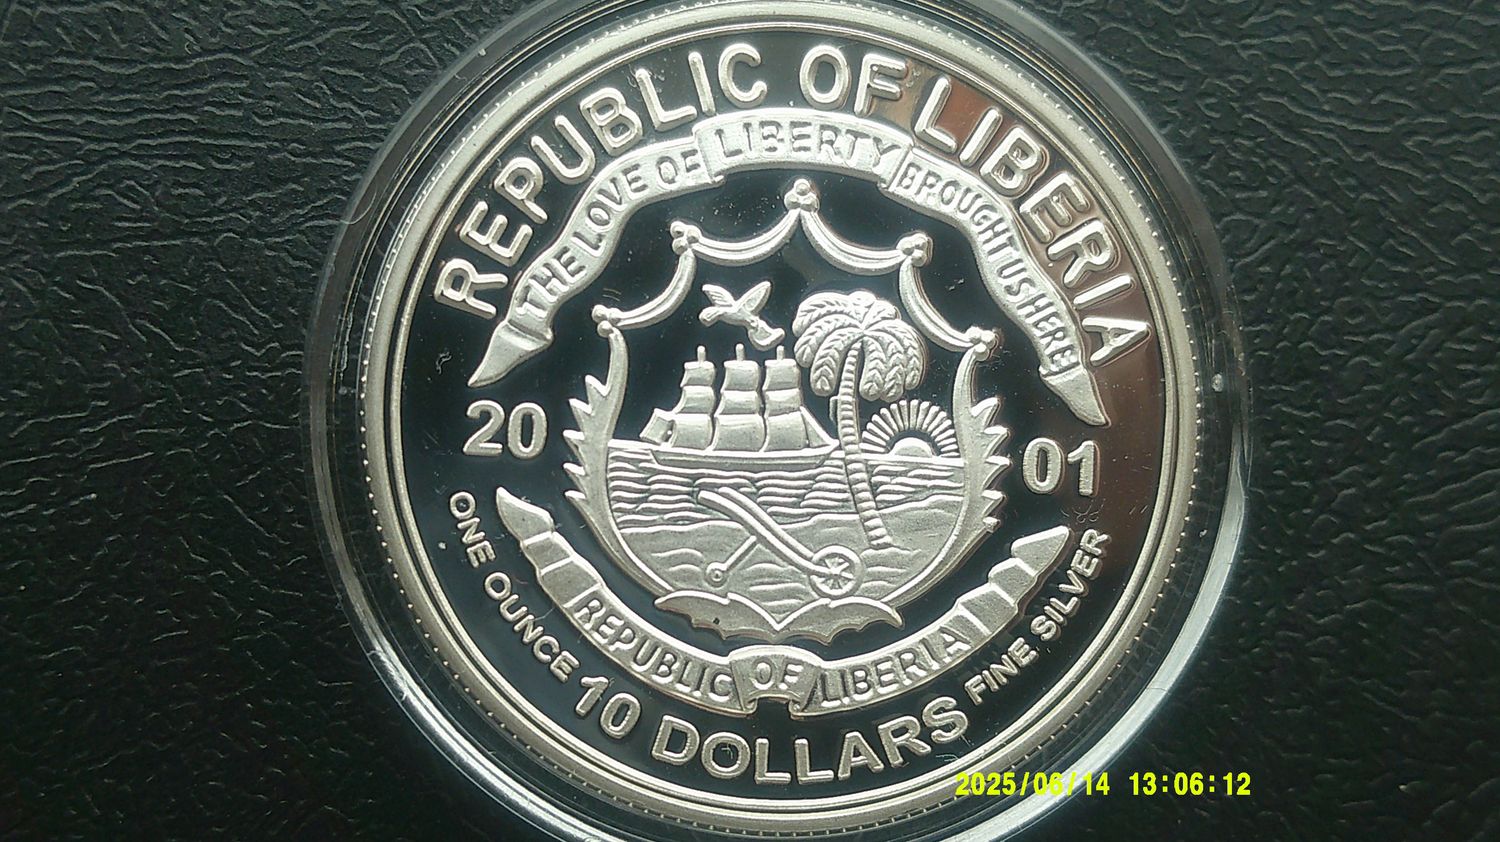 REPUBLIC OF LIBERIA
THE LOVE OF LIBERTY BROUGHT US HERE
20 01
REPUBLIC OF LIBERIA
ONE OUNCE 10 DOLLARS FINE SILVER
2025/06/14 13:06:12